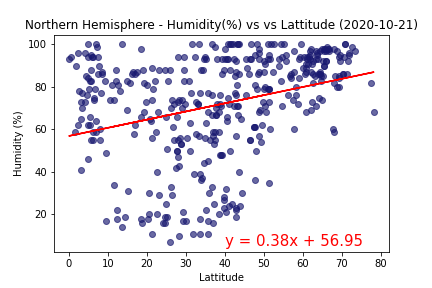 Northern Hemisphere - Humidity(%) vs vs Lattitude (2020-10-21)
100
80
60
40
20
Humidity (%)
y = 0.38x + 56.95
0 10 20 30 40 50 60 70 80
Lattitude